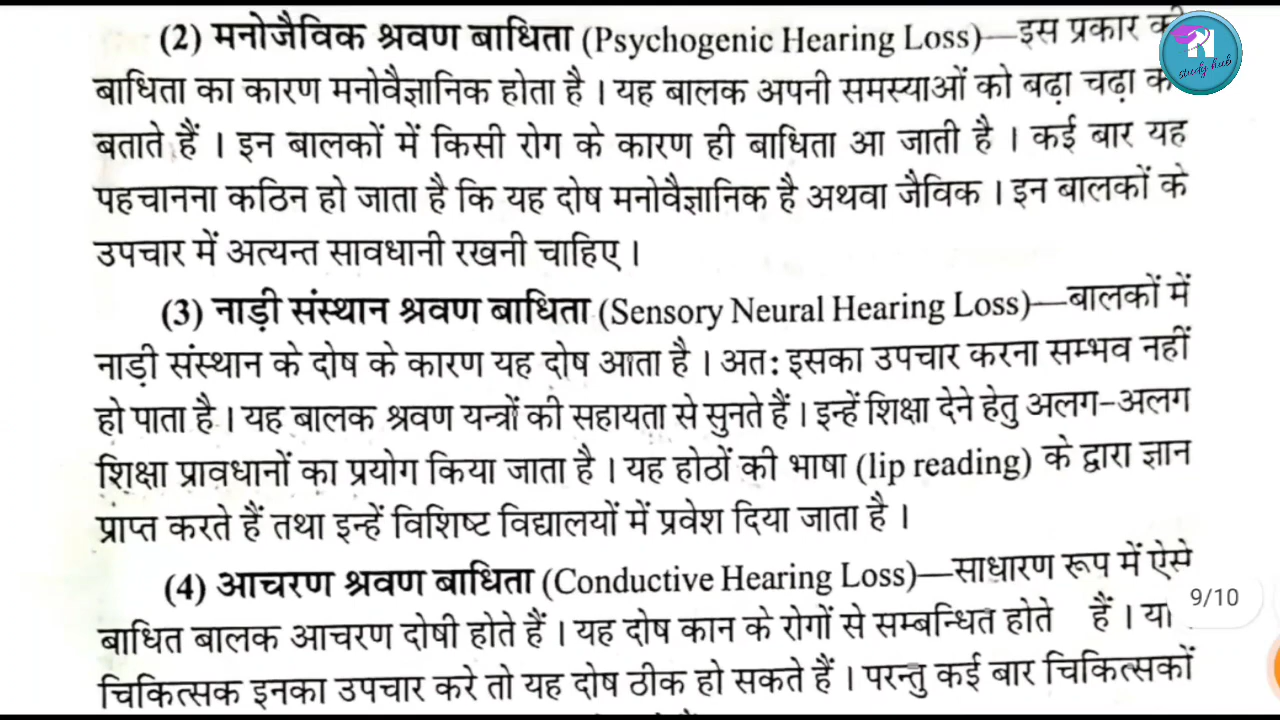 (2) मनोजैविक श्रवण बाधिता (Psychogenic Hearing Loss)—इस प्रकार की
बाधिता का कारण मनोवैज्ञानिक होता है । यह बालक अपनी समस्याओं को बढ़ा चढ़ा
बताते हैं । इन बालकों में किसी रोग के कारण ही बाधिता आ जाती है । कई बार यह
पहचानना कठिन हो जाता है कि यह दोष मनोवैज्ञानिक है अथवा जैविक । इन बालकों के
उपचार में अत्यन्त सावधानी रखनी चाहिए ।
(3) नाड़ी संस्थान श्रवण बाधिता (Sensory Neural Hearing Loss)—बालकों में
नाड़ी संस्थान के दोष के कारण यह दोष आता है । अतः इसका उपचार करना सम्भव नहीं
हो पाता है । यह बालक श्रवण यन्त्रों की सहायता से सुनते हैं । इन्हें शिक्षा देने हेतु अलग-अलग
शिक्षा प्रावधानों का प्रयोग किया जाता है । यह होठों की भाषा (lip reading) के द्वारा ज्ञान
प्राप्त करते हैं तथा इन्हें विशिष्ट विद्यालयों में प्रवेश दिया जाता है ।
(4) आचरण श्रवण बाधिता (Conductive Hearing Loss)—साधारण रूप में ऐसे
बाधित बालक आचरण दोषी होते हैं । यह दोष कान के रोगों से सम्बन्धित होते हैं ।
चिकित्सक इनका उपचार करे तो यह दोष ठीक हो सकते हैं । परन्तु कई बार चिकित्सकों
study hub
9/10